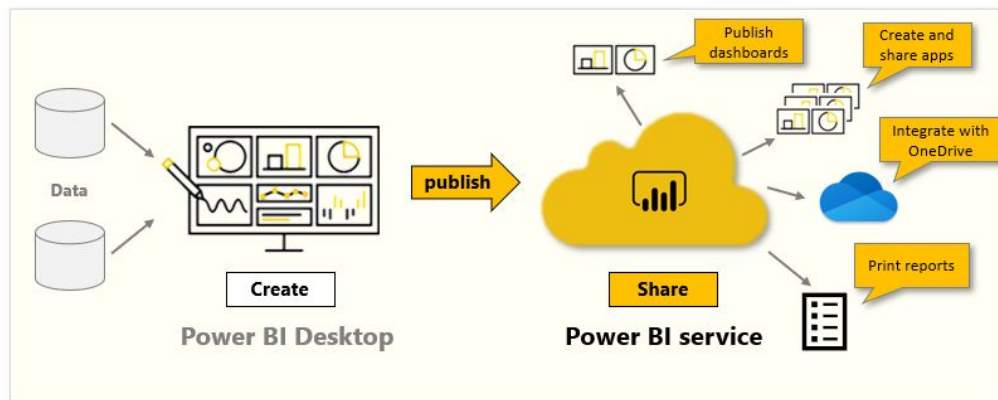 Publish
dashboards
Create and
share apps
Integrate with
OneDrive
Data
publish
Print reports
Create
Share
Power BI Desktop
Power BI service